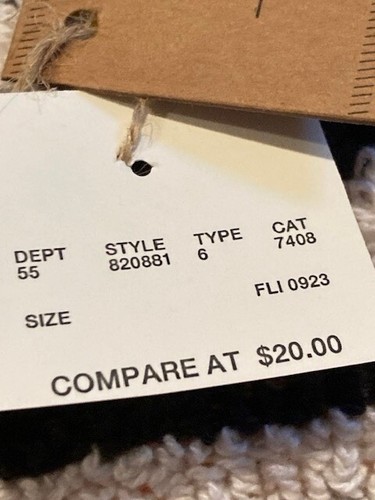 DEPT STYLE TYPE CAT
55 820881 6 7408
FLI 0923
SIZE
COMPARE AT $20.00